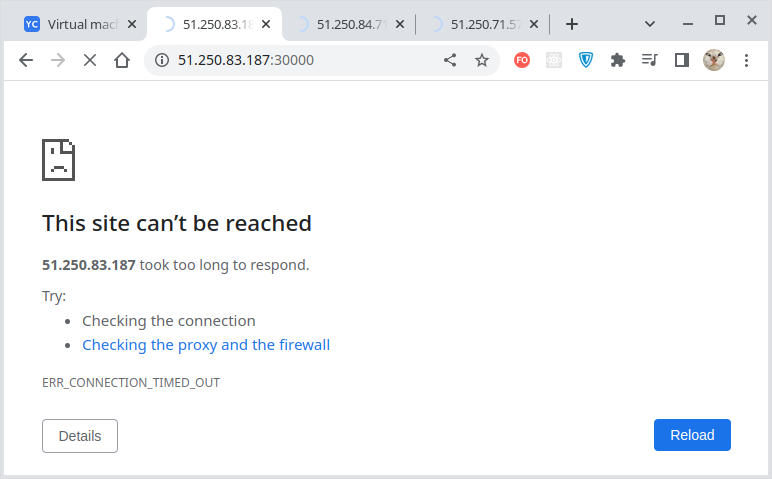 YC Virtual mach 51.250.83.18 51.250.84.71 51.250.71.57
51.250.83.187:30000 FO
This site can’t be reached
51.250.83.187 took too long to respond.
Try:
Checking the connection
Checking the proxy and the firewall
ERR_CONNECTION_TIMED_OUT
Details Reload